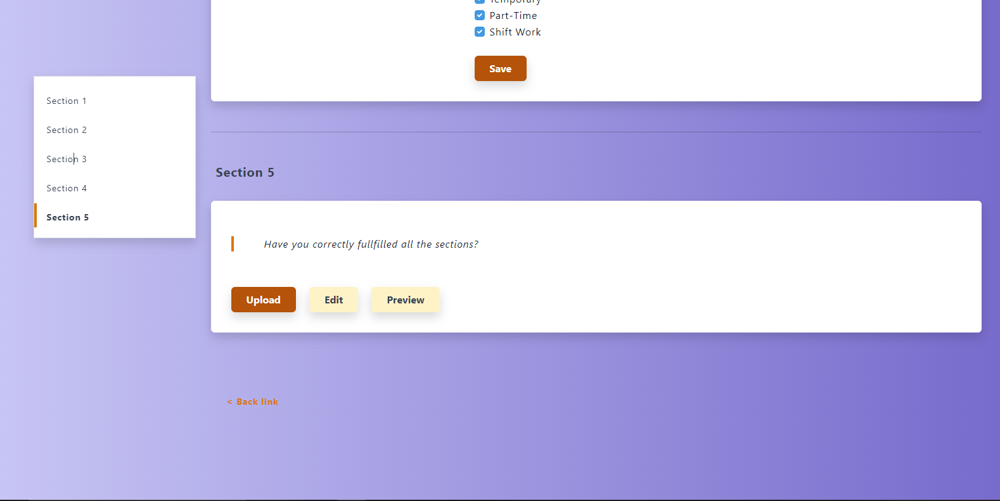 Temporary
Part-Time
Shift Work
Save
Section 1
Section 2
Section 3
Section 4
Section 5
Section 5
Have you correctly fullfilled all the sections?
Upload
Edit
Preview
< Back link